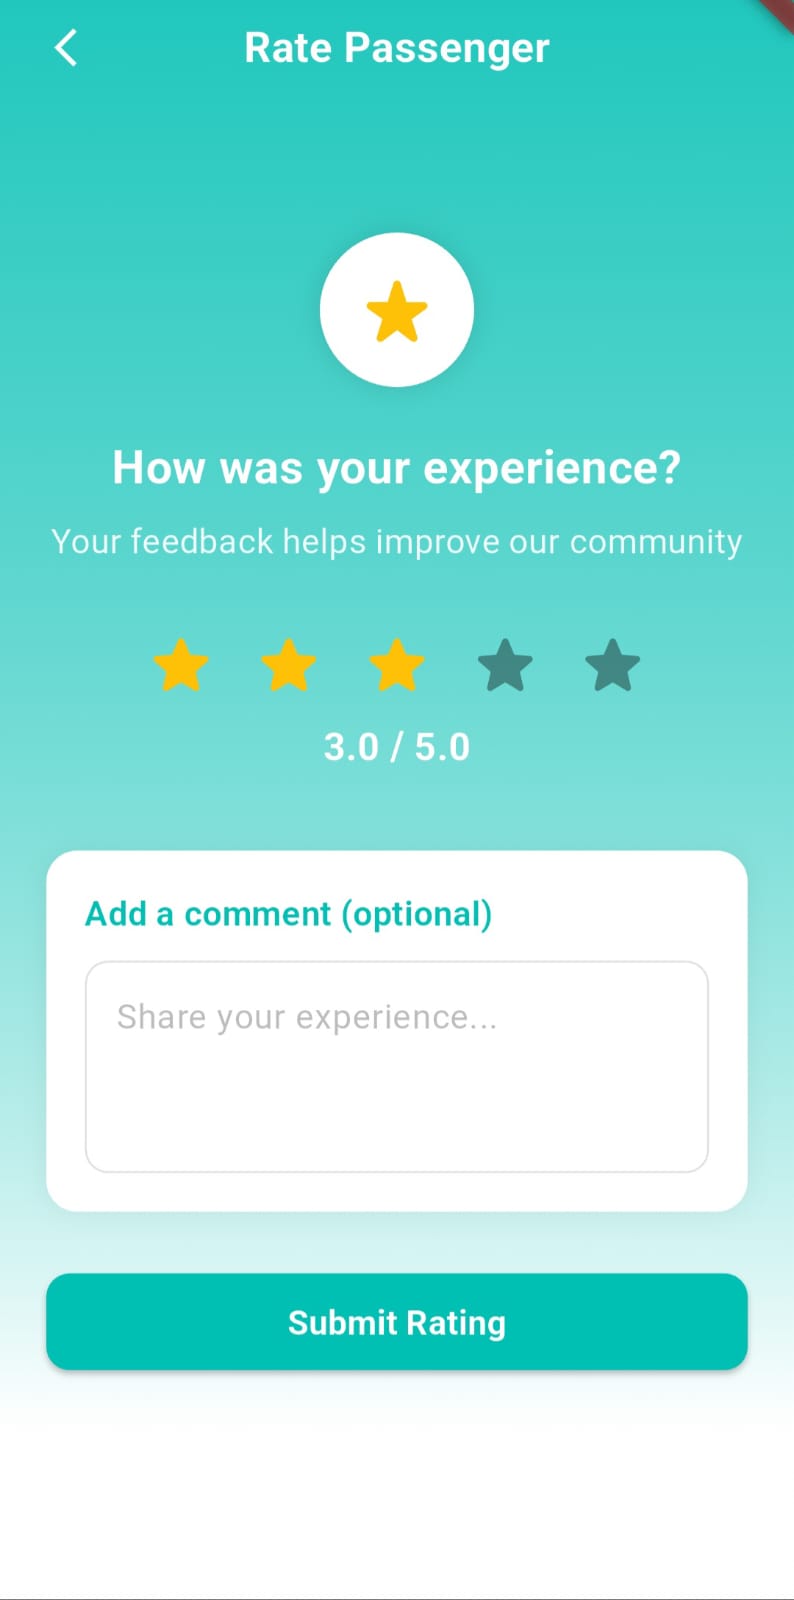 Rate Passenger
How was your experience?
Your feedback helps improve our community
3.0 / 5.0
Add a comment (optional)
Share your experience...
Submit Rating